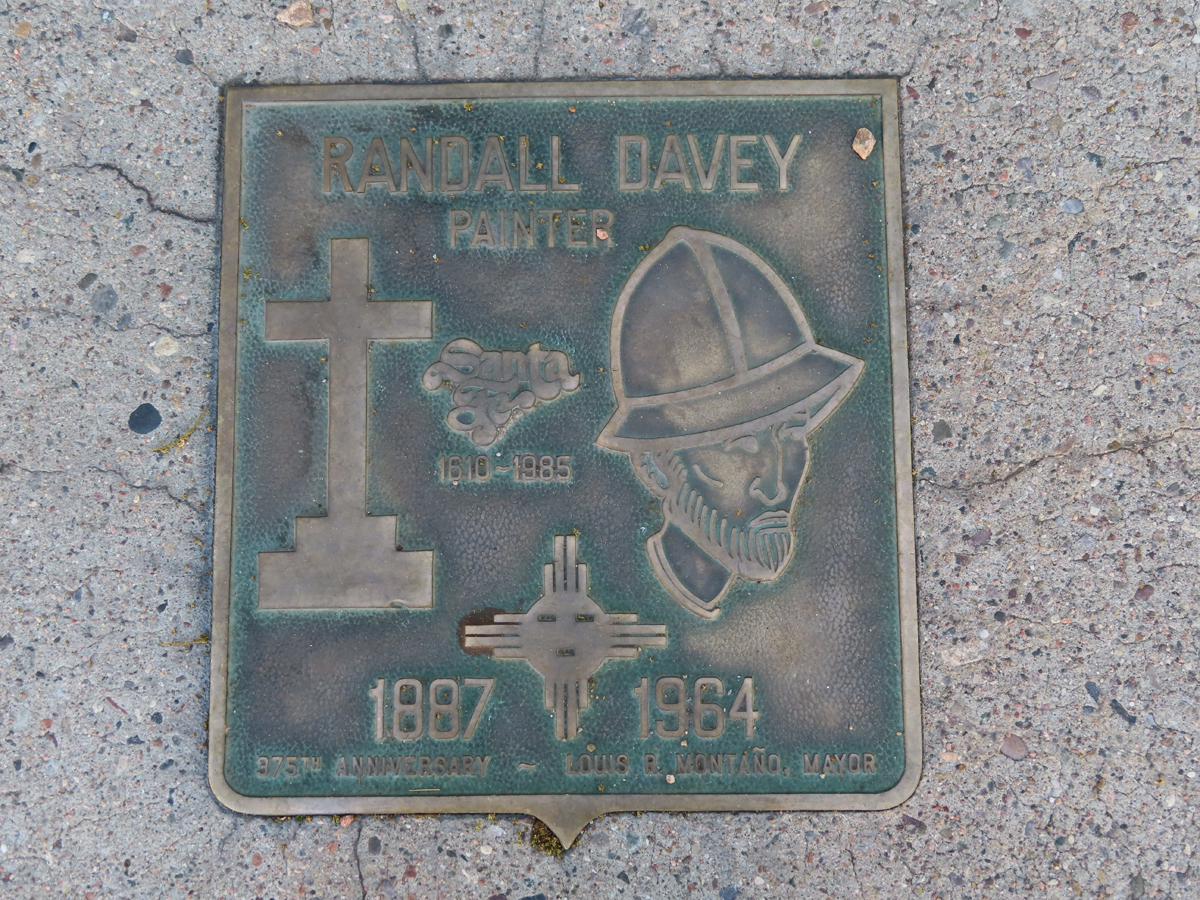 RANDALL DAVEY
PAINTER
Santa
Fe
1610~1985
1887 1964
375TH ANNIVERSARY ~ LOUIS R. MONTAÑO, MAYOR